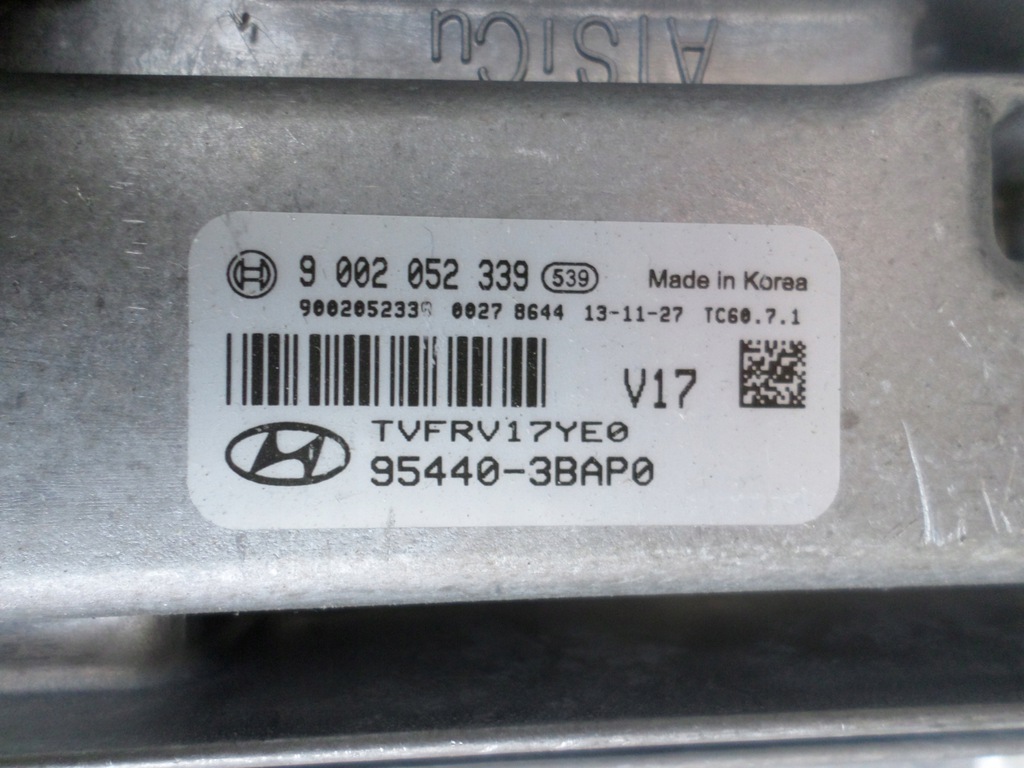 AlSiCu
9 002 052 339 539 Made in Korea
9002052339 0027 8644 13-11-27 TC60.7.1
V17
TVFRV17YE0
95440-3BAP0